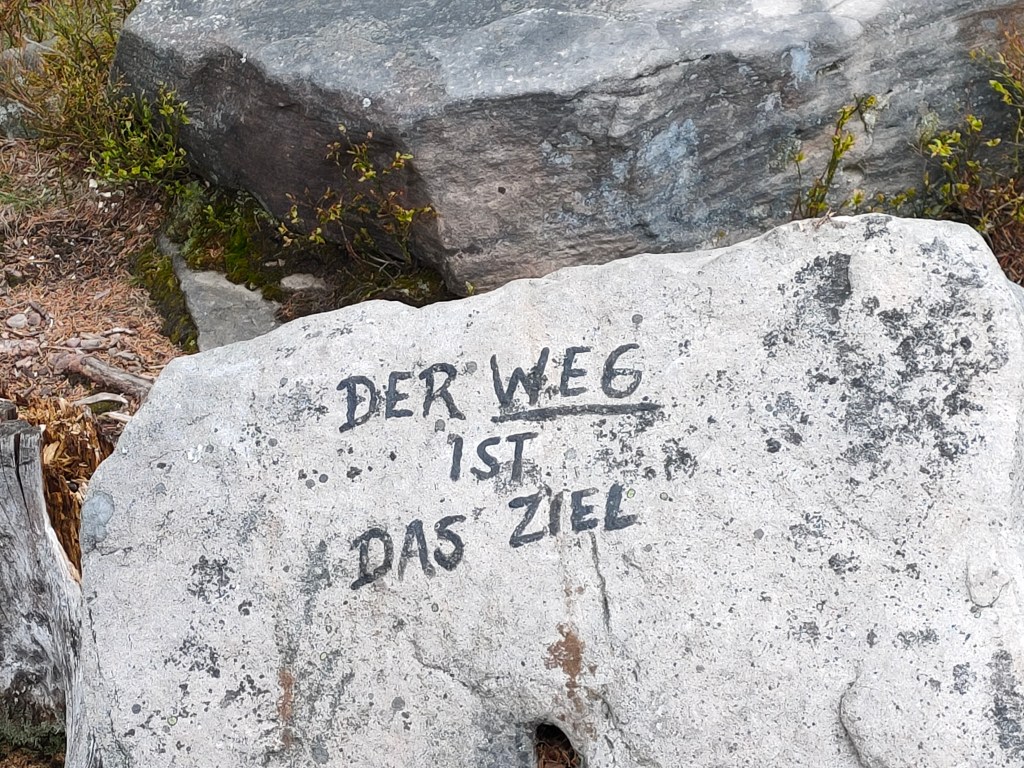 DER WEG
IST
DAS ZIEL